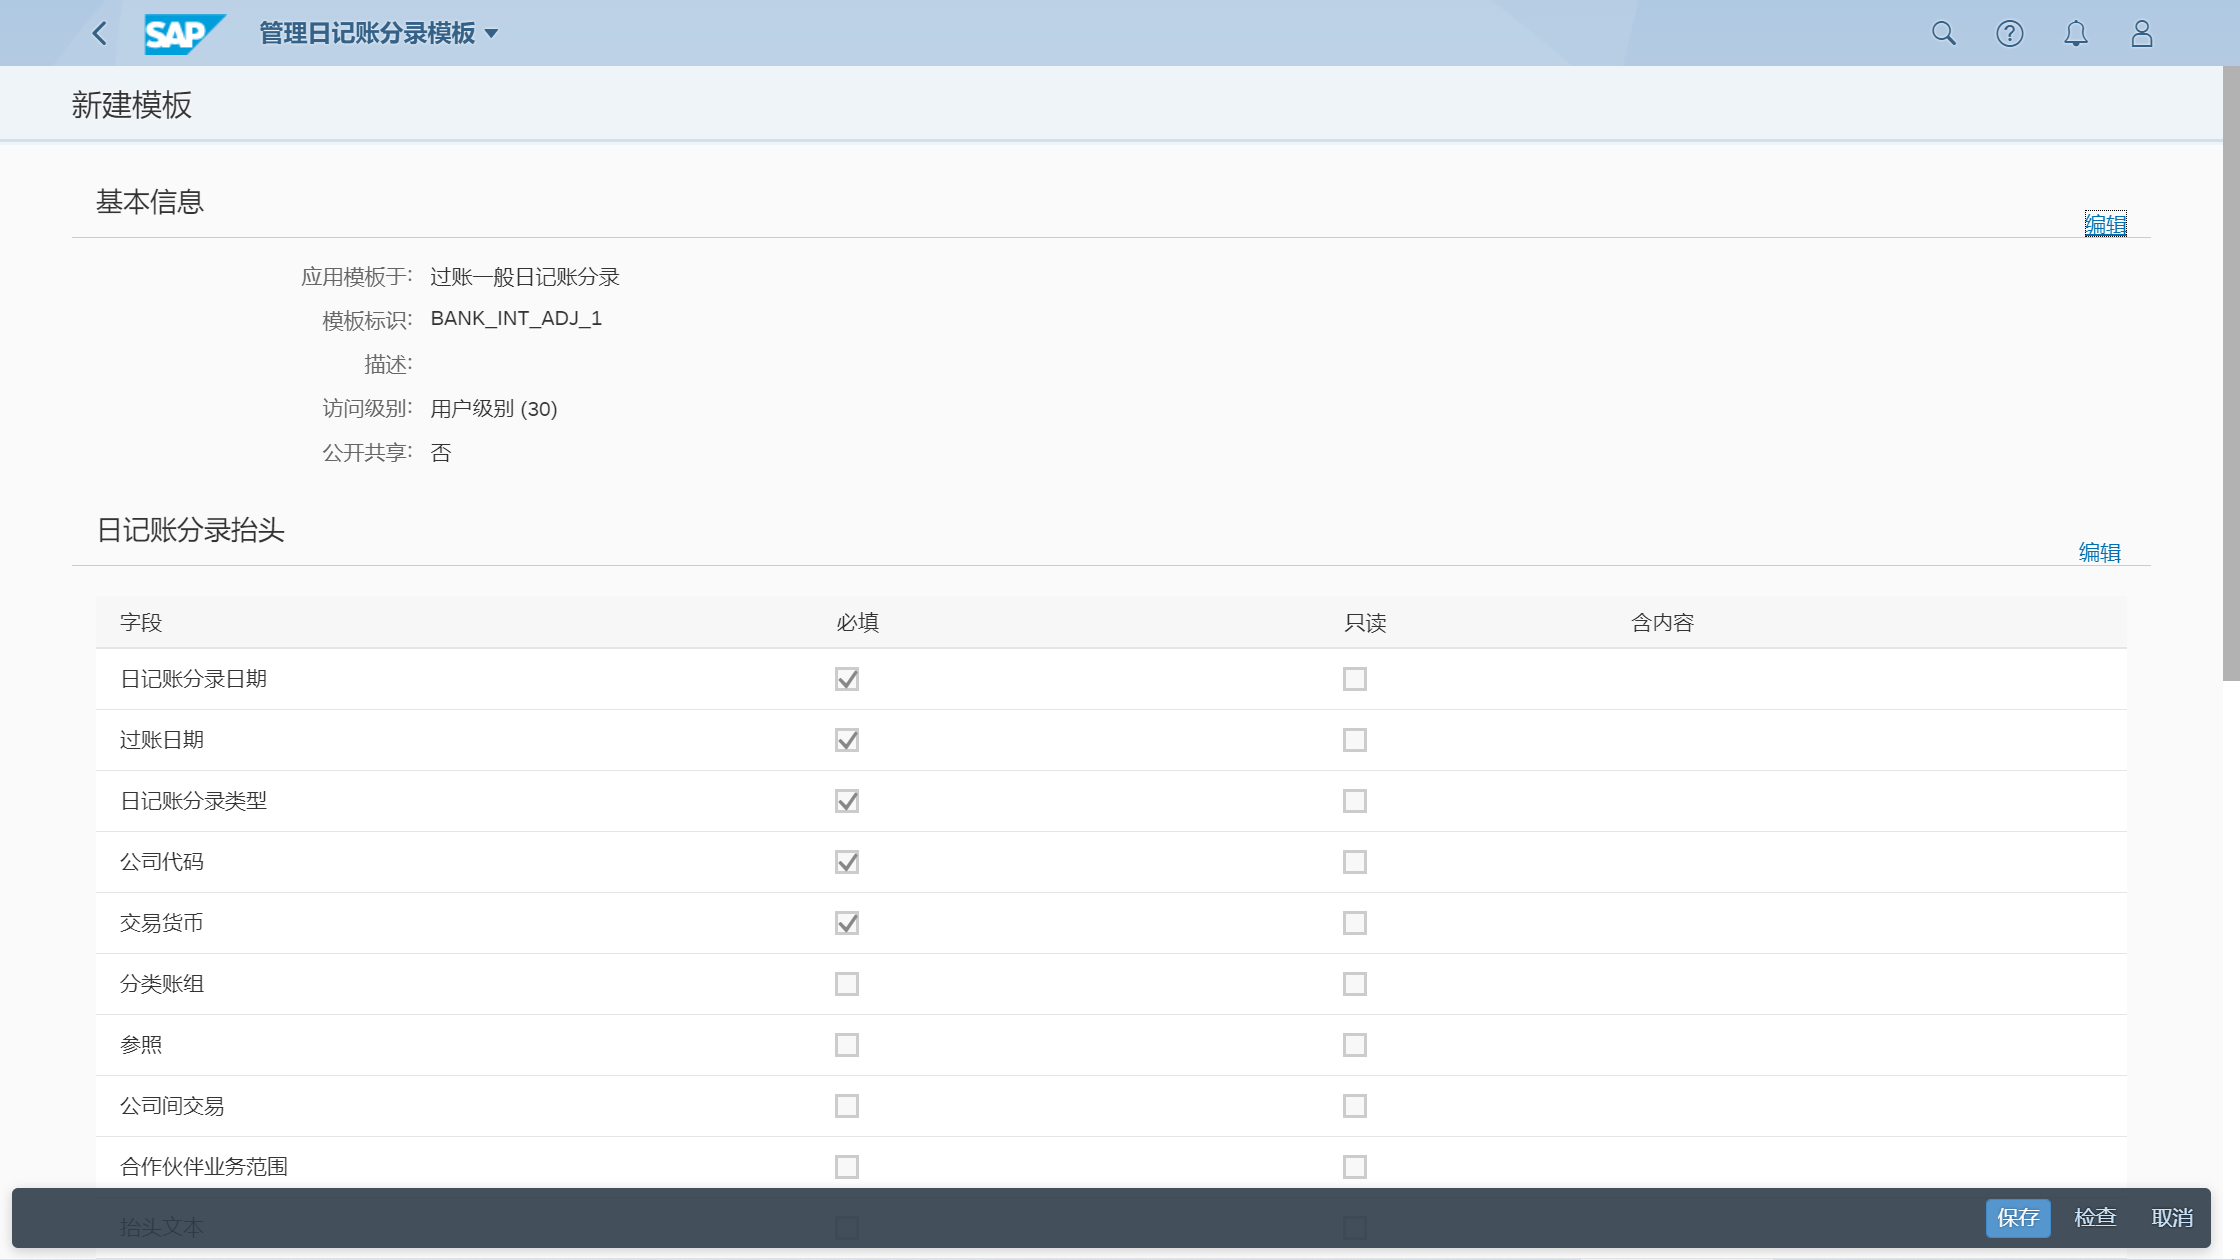 SAP 管理日记账分录模板
新建模板
基本信息
编辑
应用模板于: 过账一般日记账分录
模板标识: BANK_INT_ADJ_1
描述:
访问级别: 用户级别 (30)
公开共享: 否
日记账分录抬头
编辑
字段 必填 只读 含内容
日记账分录日期
过账日期
日记账分录类型
公司代码
交易货币
分类账组
参照
公司间交易
合作伙伴业务范围
抬头文本
保存 检查 取消